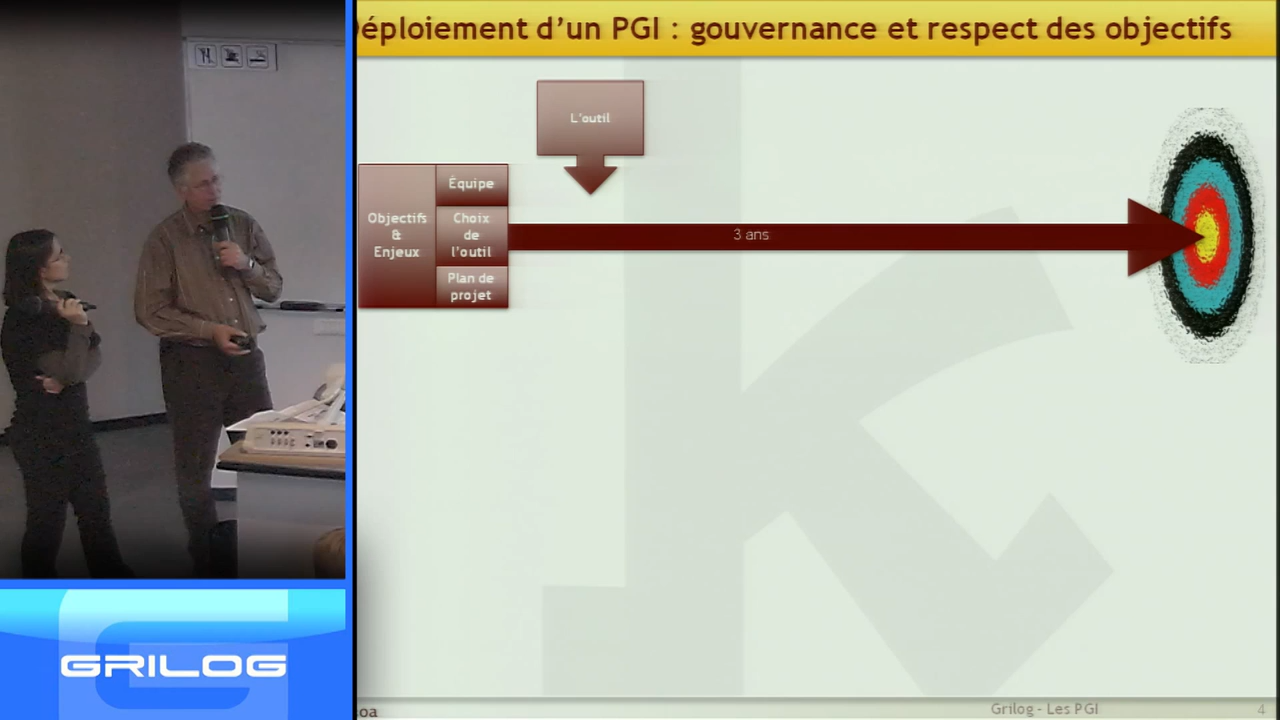 éploiement d’un PGI : gouvernance et respect des objectifs
L'outil
Objectifs
&
Enjeux
Équipe
Choix
de
l’outil
Plan de
projet
3 ans
GRILOG
oa
Grilog - Les PGI
4